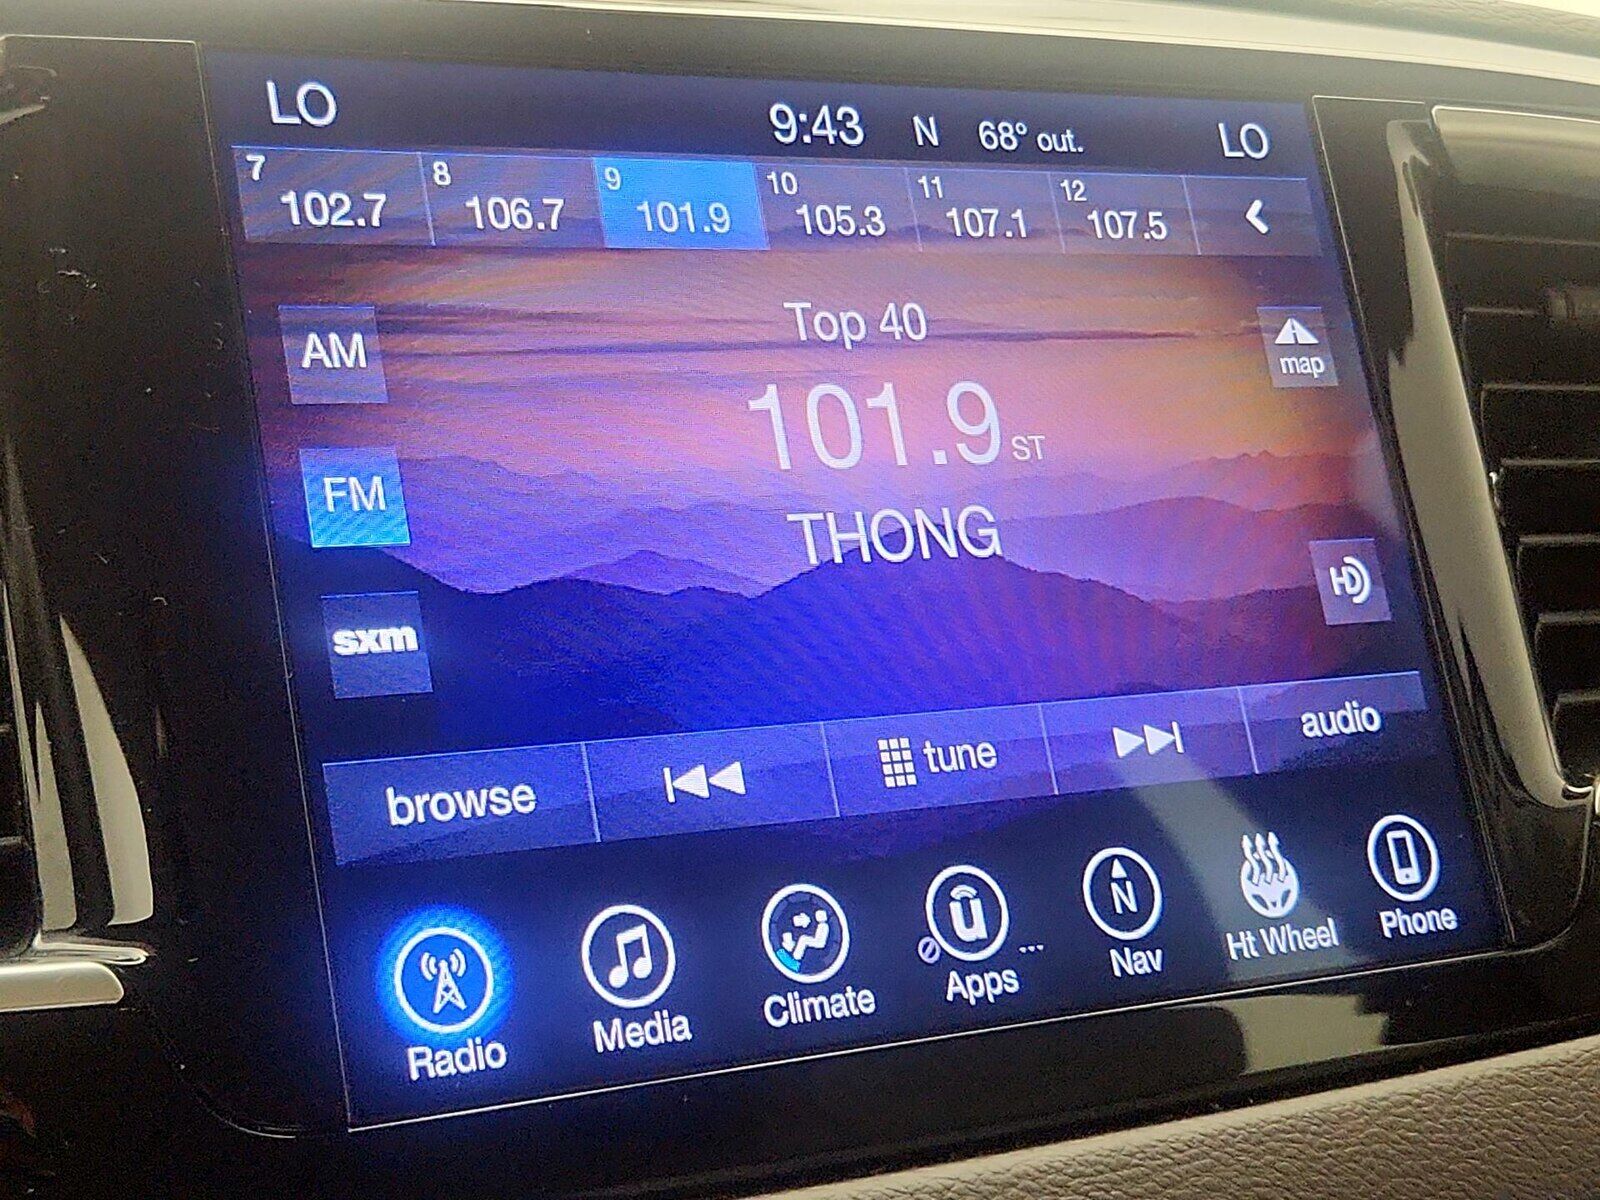 LO 9:43 N 68° out. LO
7 102.7 8 106.7 9 101.9 10 105.3 11 107.1 12 107.5
AM
Top 40
map
101.9 ST
FM
THONG
HD
sxm
browse tune audio
Radio Media Climate Apps ... N Nav Ht Wheel Phone